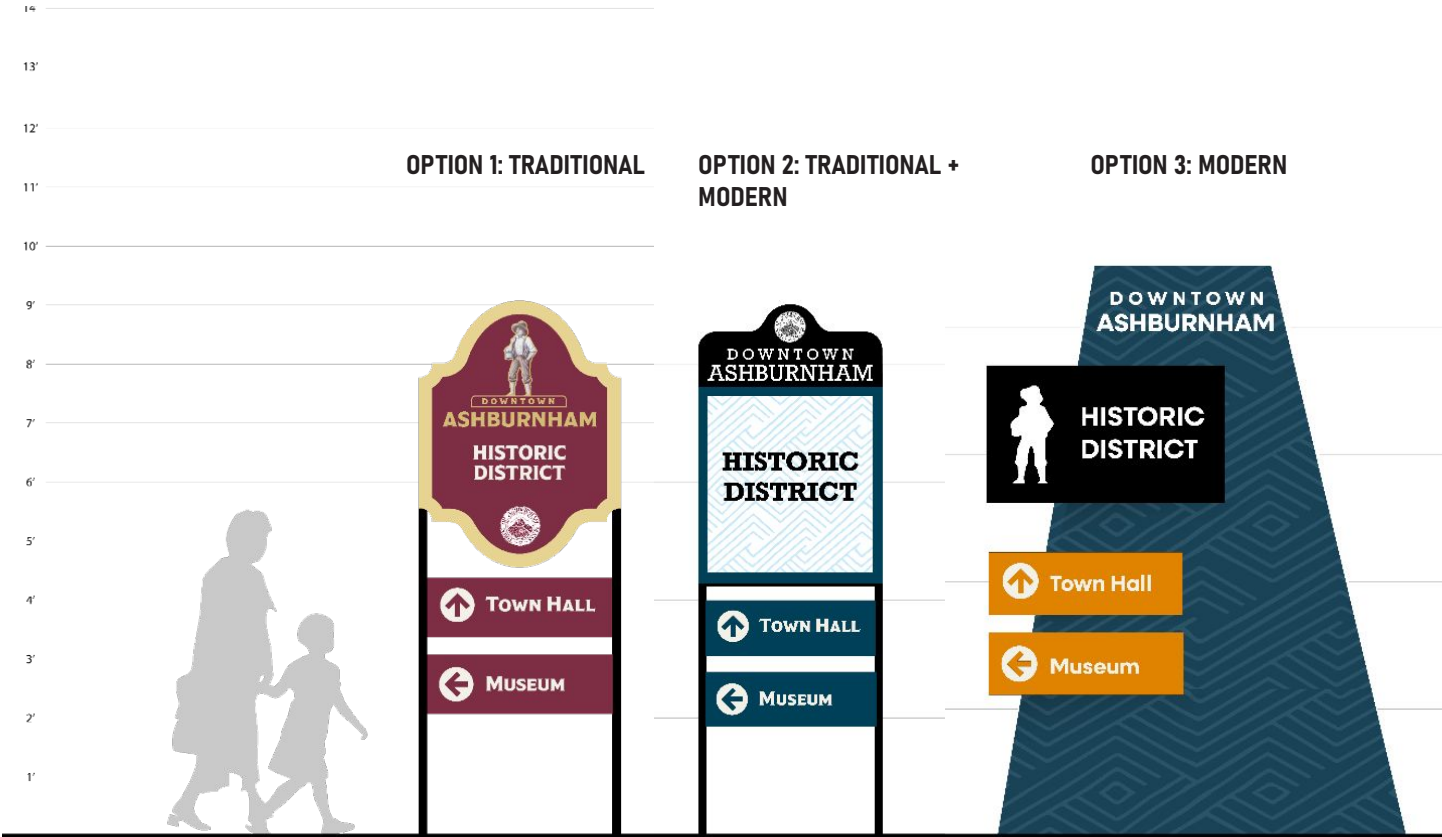 14
13'
12'
11'
10'
9'
8'
7'
6'
5'
4'
3'
2'
1'
OPTION 1: TRADITIONAL
DOWNTOWN
ASHBURNHAM
HISTORIC
DISTRICT
TOWN HALL
MUSEUM
OPTION 2: TRADITIONAL +
MODERN
DOWNTOWN
ASHBURNHAM
HISTORIC
DISTRICT
TOWN HALL
MUSEUM
OPTION 3: MODERN
DOWNTOWN
ASHBURNHAM
HISTORIC
DISTRICT
Town Hall
Museum